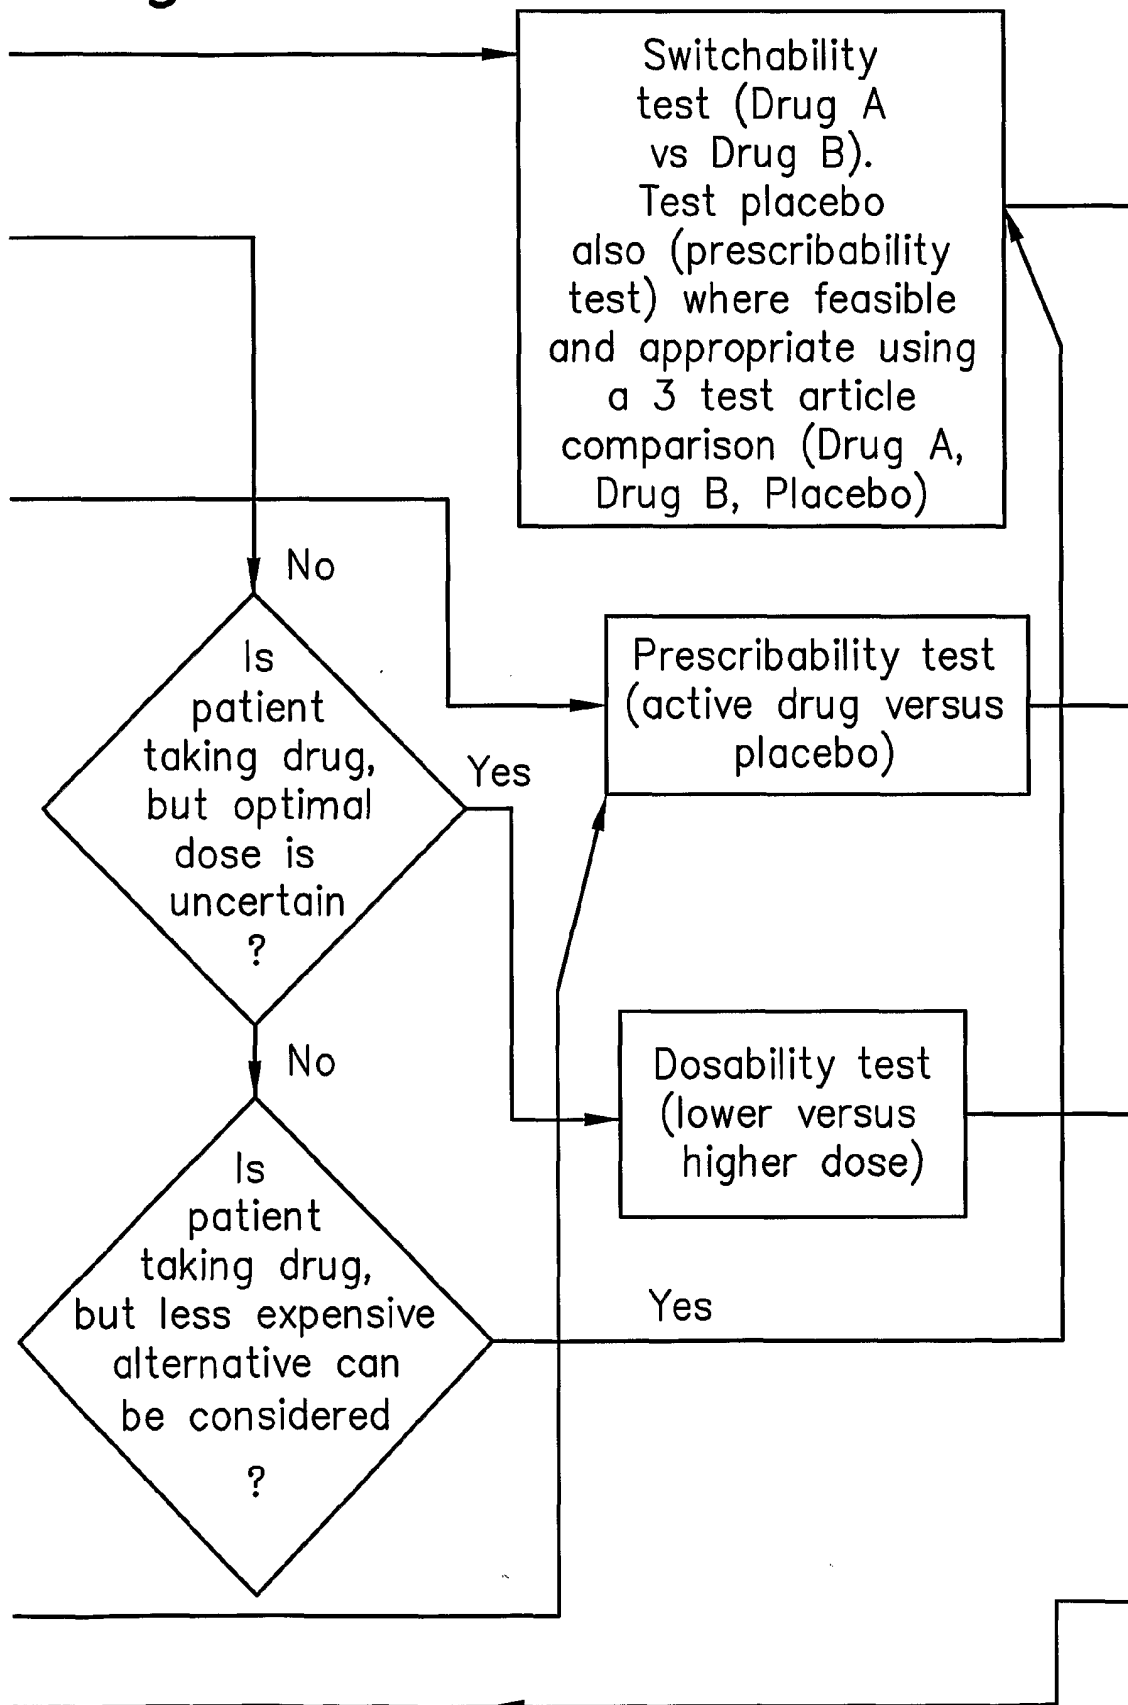 Switchability
test (Drug A
vs Drug B).
Test placebo
also (prescribability
test) where feasible
and appropriate using
a 3 test article
comparison (Drug A,
Drug B, Placebo)
No
Is
patient
taking drug,
but optimal
dose is
uncertain
?
Yes
Prescribability test
(active drug versus
placebo)
No
Dosability test
(lower versus
higher dose)
Is
patient
taking drug,
but less expensive
alternative can
be considered
?
Yes